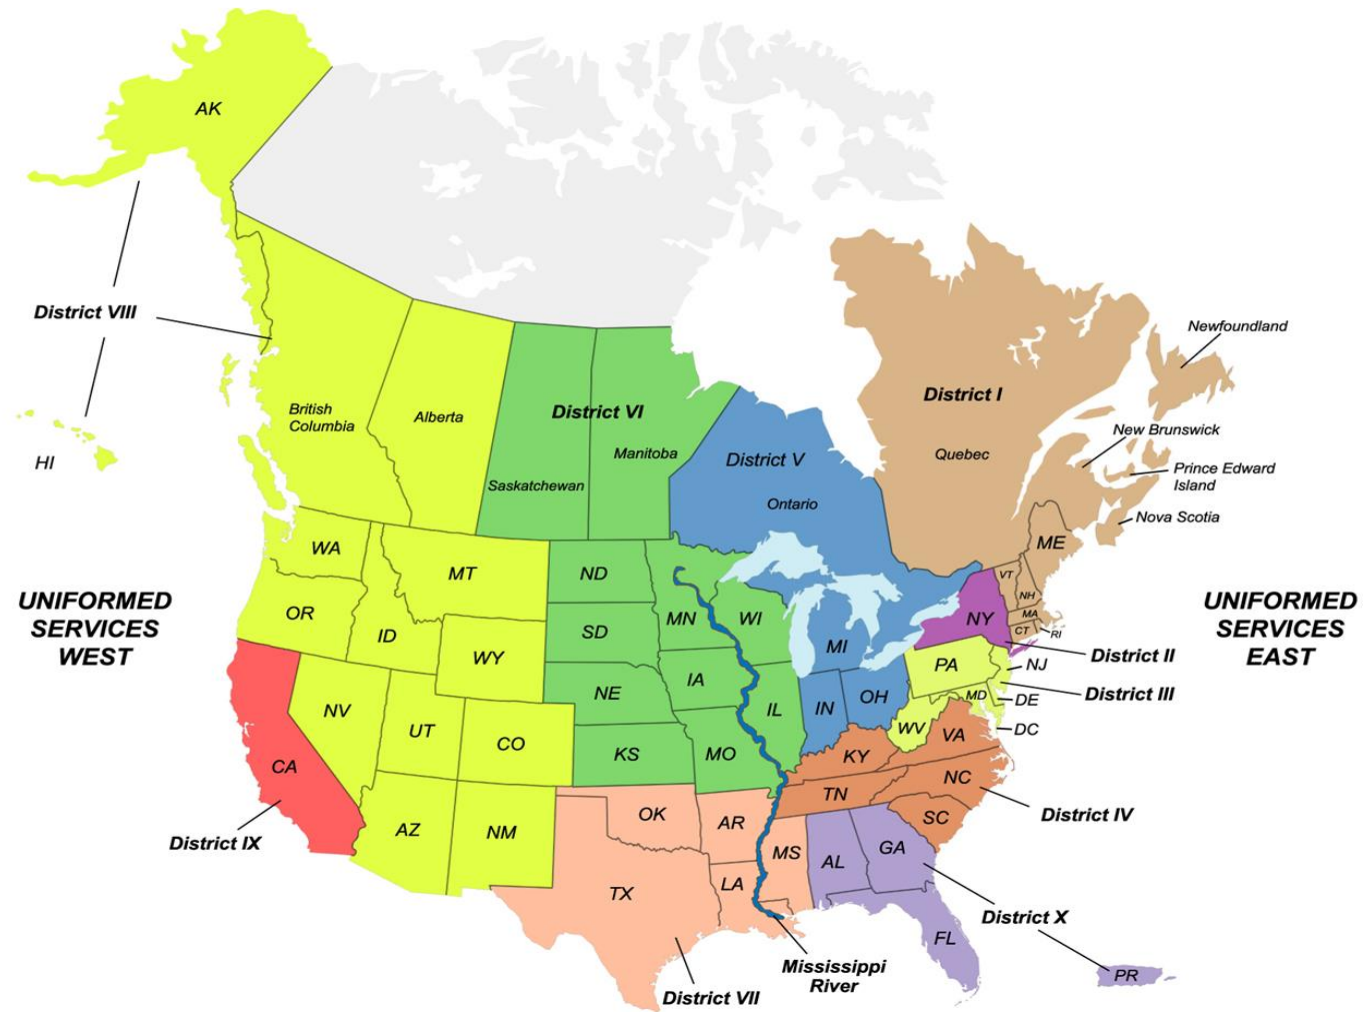 AK
District VIII
HI
British
Columbia
Alberta
District VI
Saskatchewan
Manitoba
District V
Ontario
District I
Quebec
Newfoundland
New Brunswick
Prince Edward
Island
Nova Scotia
UNIFORMED
SERVICES
WEST
UNIFORMED
SERVICES
EAST
WA
OR
ID
MT
WY
NV
UT
CO
CA
AZ
NM
District IX
ND
SD
NE
KS
MN
IA
MO
WI
IL
MI
IN
OH
KY
TN
WV
VA
NC
SC
District IV
ME
VT
NH
MA
CT
RI
NY
District II
PA
NJ
District III
MD
DE
DC
OK
TX
AR
LA
MS
District VII
Mississippi
River
AL
GA
FL
District X
PR